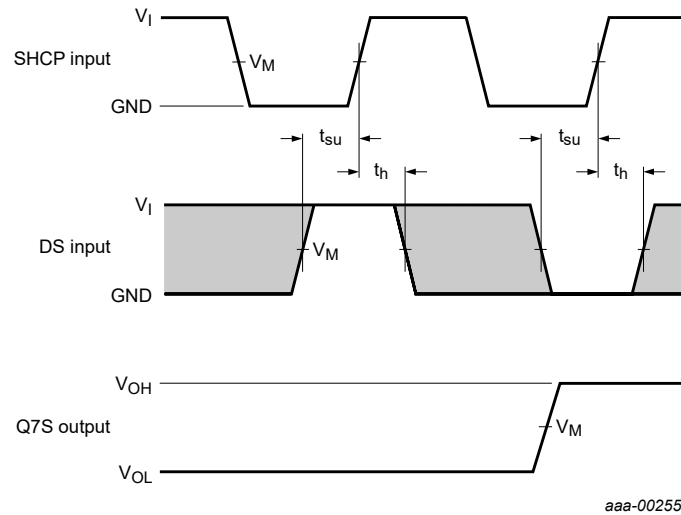 VI
SHCP input
VM
GND
tsu
tsu
th
th
VI
DS input
VM
GND
VOH
Q7S output
VM
VOL
aaa-00255